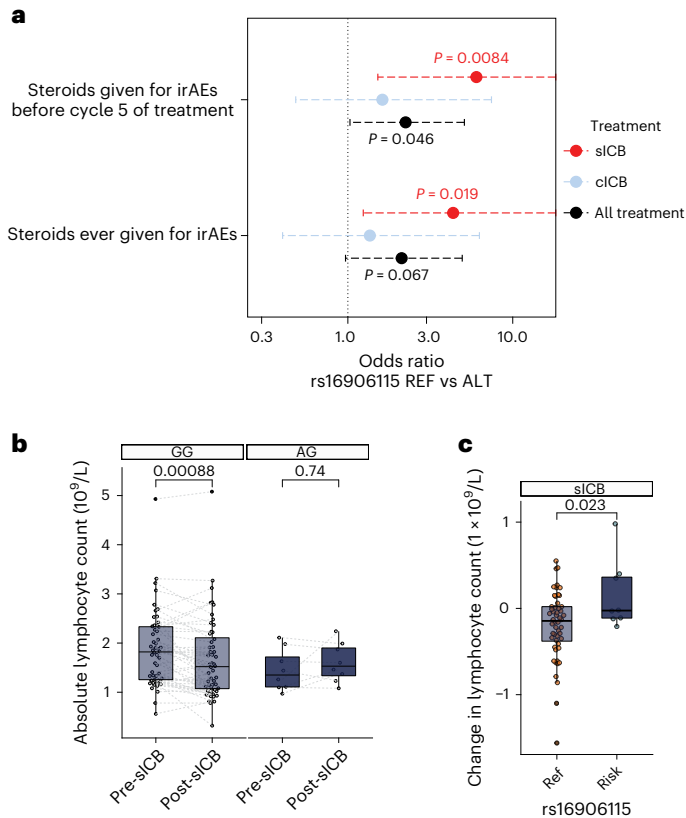 a
P = 0.0084
Steroids given for irAEs
before cycle 5 of treatment
P = 0.046
Treatment
sICB
cICB
All treatment
P = 0.019
Steroids ever given for irAEs
P = 0.067
0.3 1.0 3.0 10.0
Odds ratio
rs16906115 REF vs ALT
b
GG AG
0.00088 0.74
Absolute lymphocyte count (10⁹/L)
5
4
3
2
1
Pre-sICB Post-sICB Pre-sICB Post-sICB
c
sICB
0.023
Change in lymphocyte count (1 × 10⁹/L)
1
0
−1
Ref Risk
rs16906115